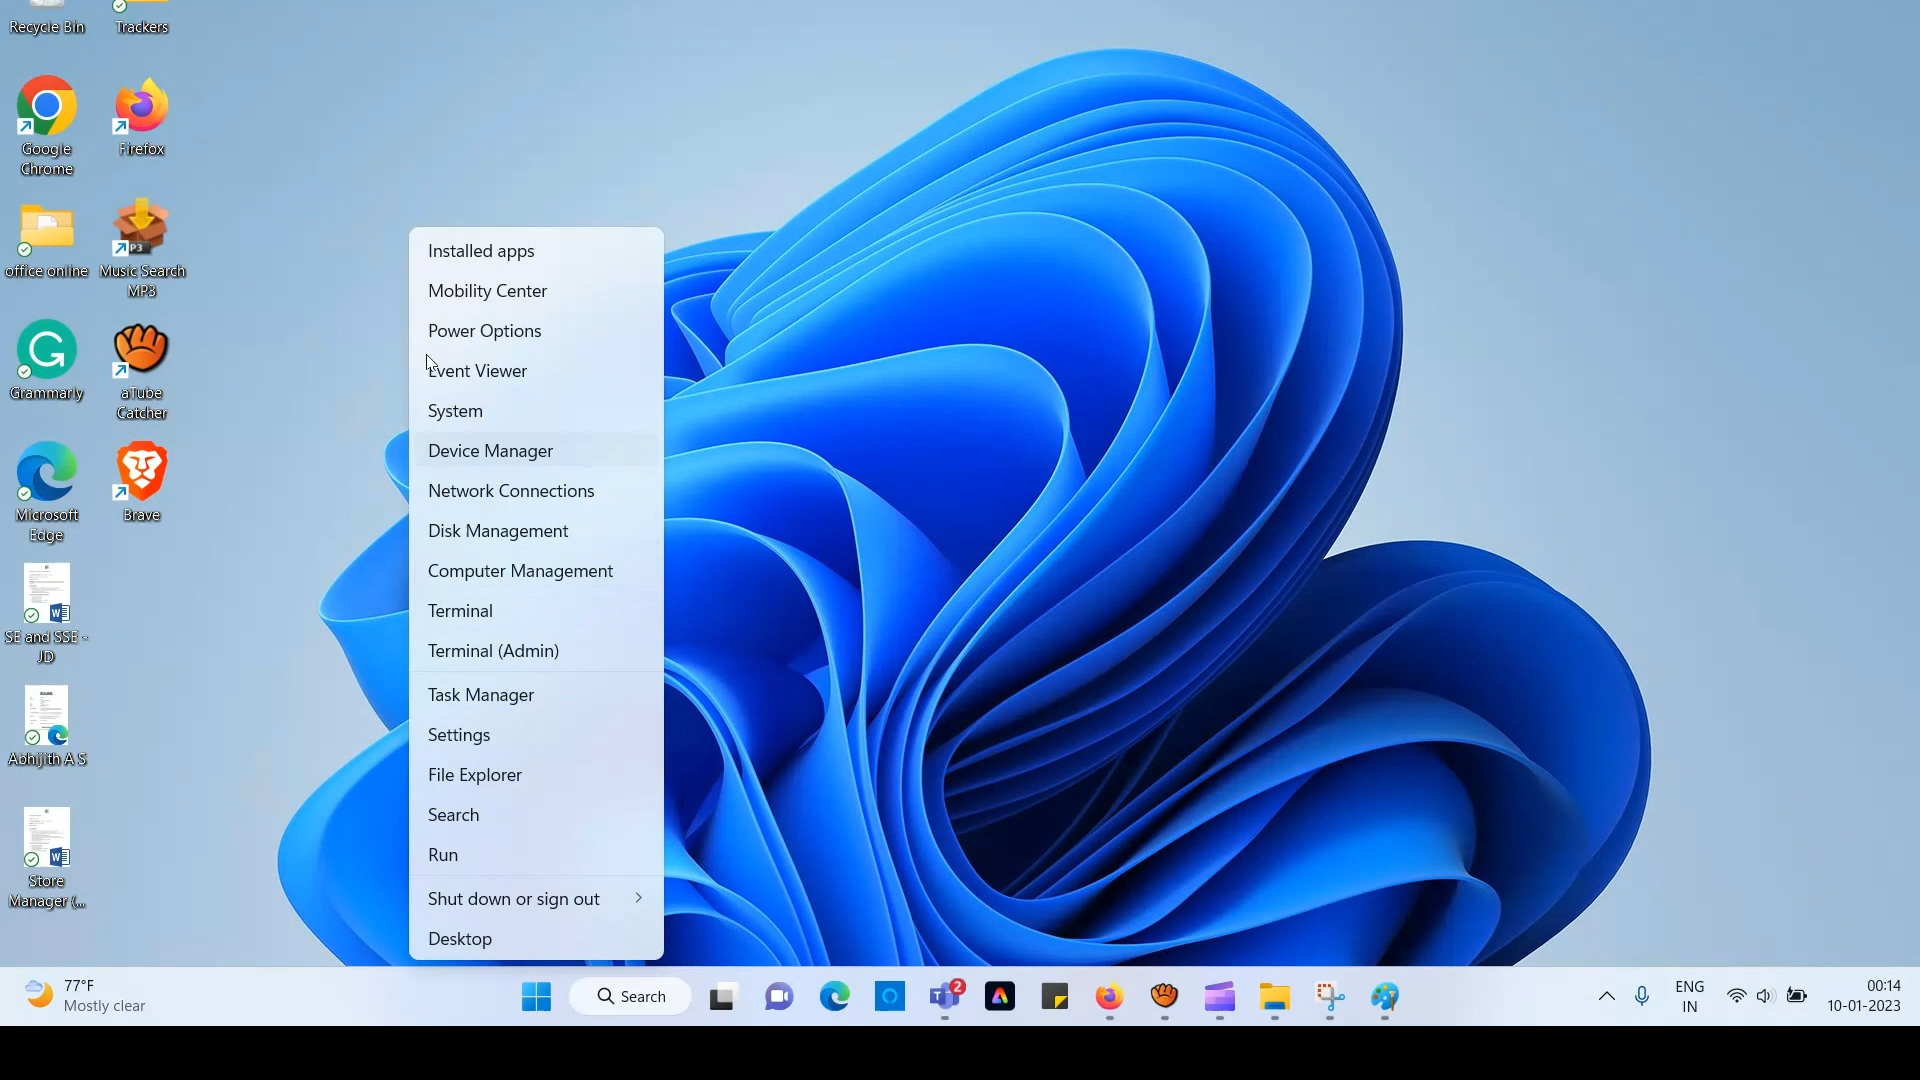 Recycle Bin
Trackers
Google
Chrome
Firefox
office online
P3
Music Search
MP3
Grammarly
aTube
Catcher
Microsoft
Edge
Brave
SE and SSE -
JD
Abhijith A S
Store
Manager (...
Installed apps
Mobility Center
Power Options
Event Viewer
System
Device Manager
Network Connections
Disk Management
Computer Management
Terminal
Terminal (Admin)
Task Manager
Settings
File Explorer
Search
Run
Shut down or sign out
Desktop
77°F
Mostly clear
Search
2
ENG
IN
00:14
10-01-2023